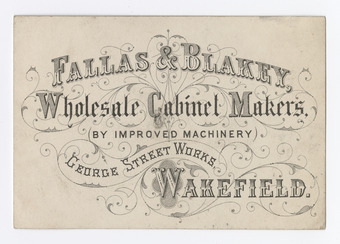 FALLAS & BLAKEY,
Wholesale Cabinet Makers.
(BY IMPROVED MACHINERY)
GEORGE STREET WORKS
WAKEFIELD.